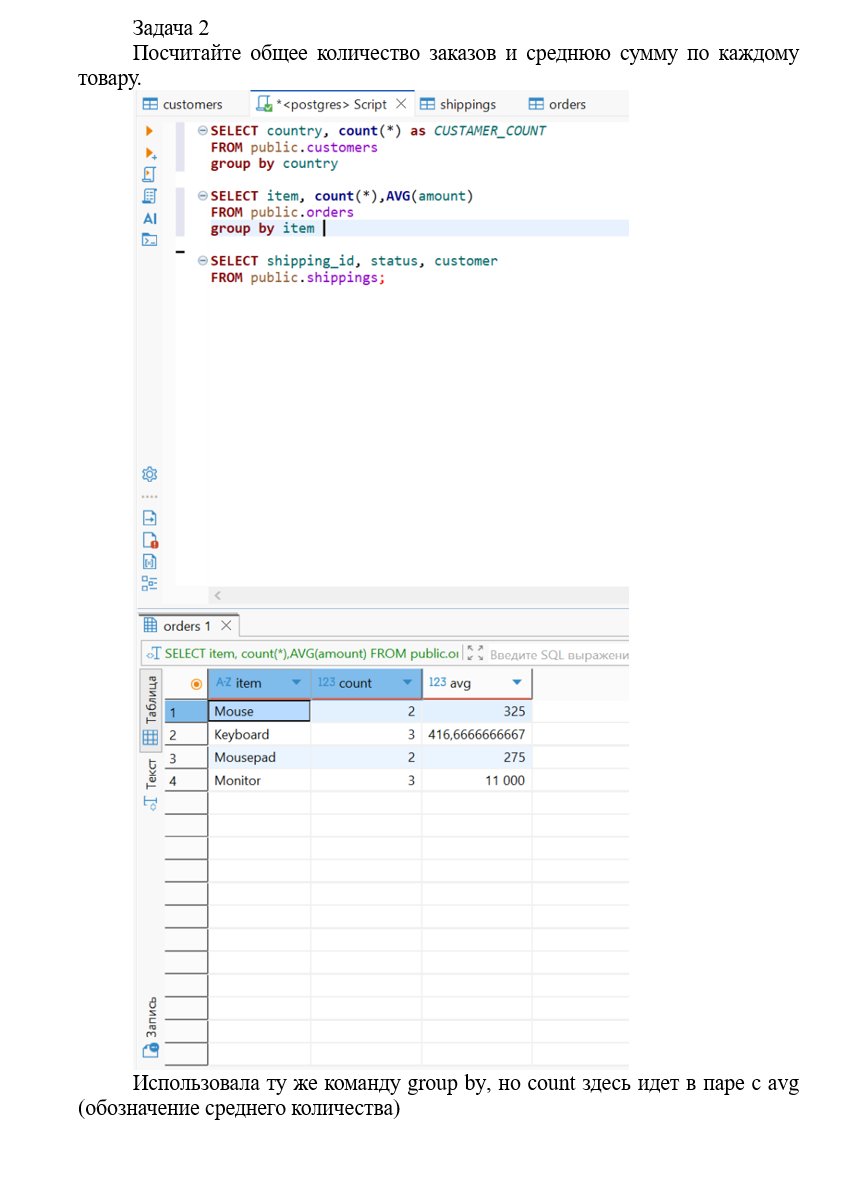 Задача 2
Посчитайте общее количество заказов и среднюю сумму по каждому
товару.
customers *<postgres> Script shippings orders
SELECT country, count(*) as CUSTAMER_COUNT
FROM public.customers
group by country
SELECT item, count(*),AVG(amount)
FROM public.orders
group by item
SELECT shipping_id, status, customer
FROM public.shippings;
AI
orders 1
SELECT item, count(*),AVG(amount) FROM public.or Введите SQL выражени
Таблица
Текст
Запись
A-Z item 123 count 123 avg
1 Mouse 2 325
2 Keyboard 3 416,6666666667
3 Mousepad 2 275
4 Monitor 3 11 000
Использовала ту же команду group by, но count здесь идет в паре с avg
(обозначение среднего количества)